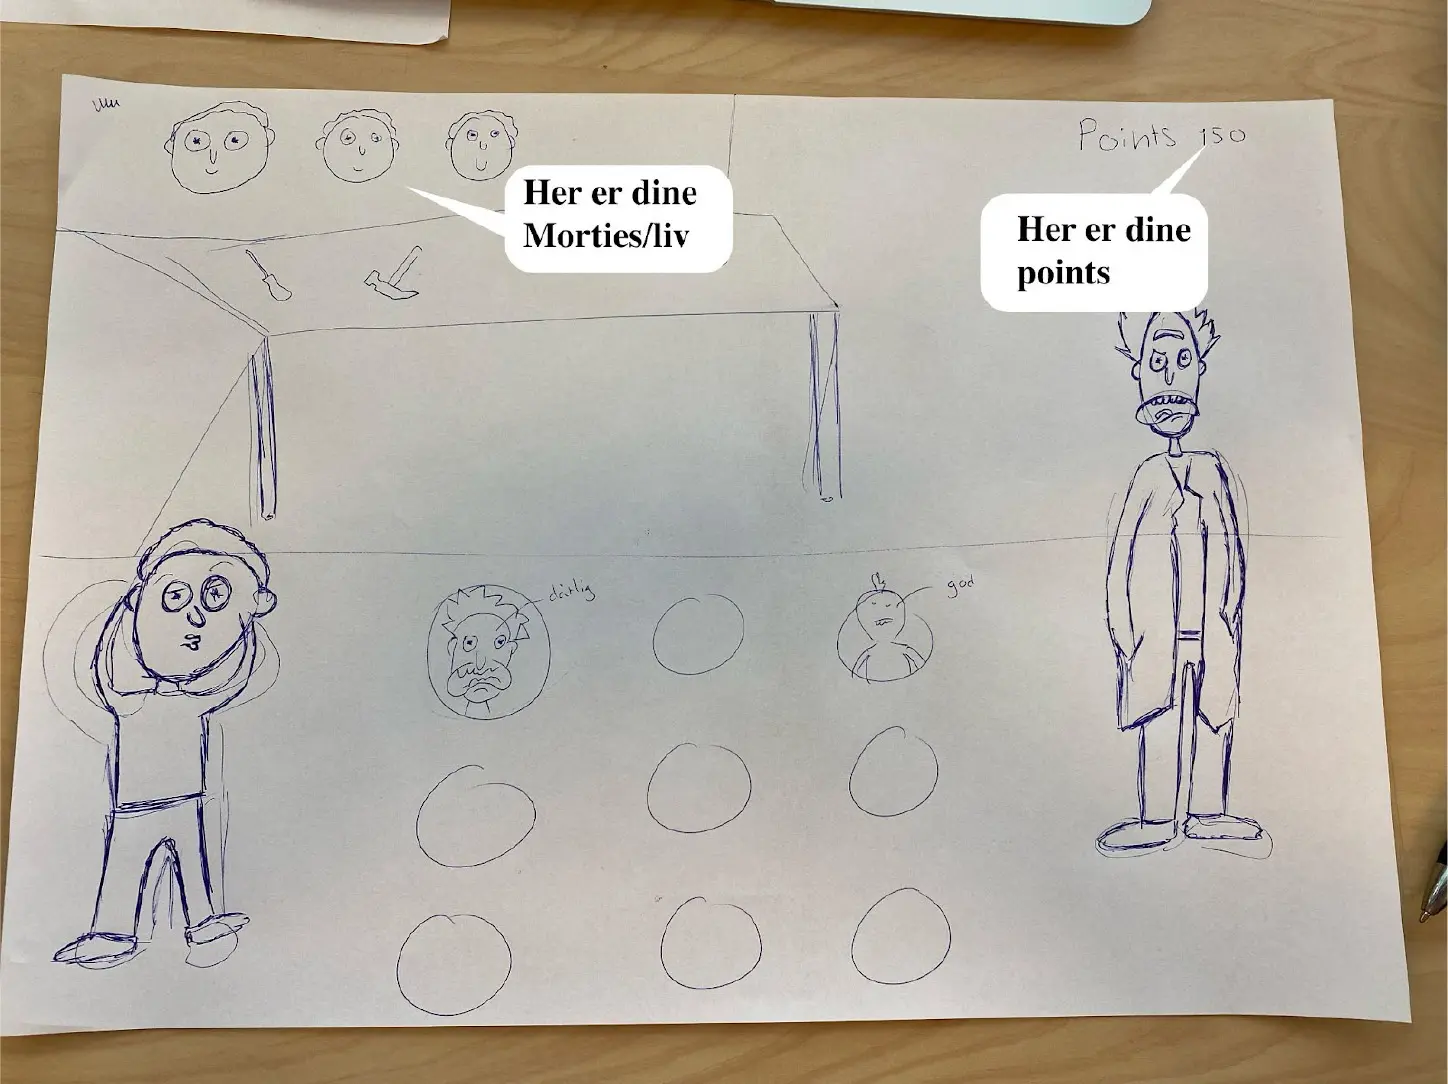 Points 150
Her er dine
Morties/liv
Her er dine
points
dårlig
god